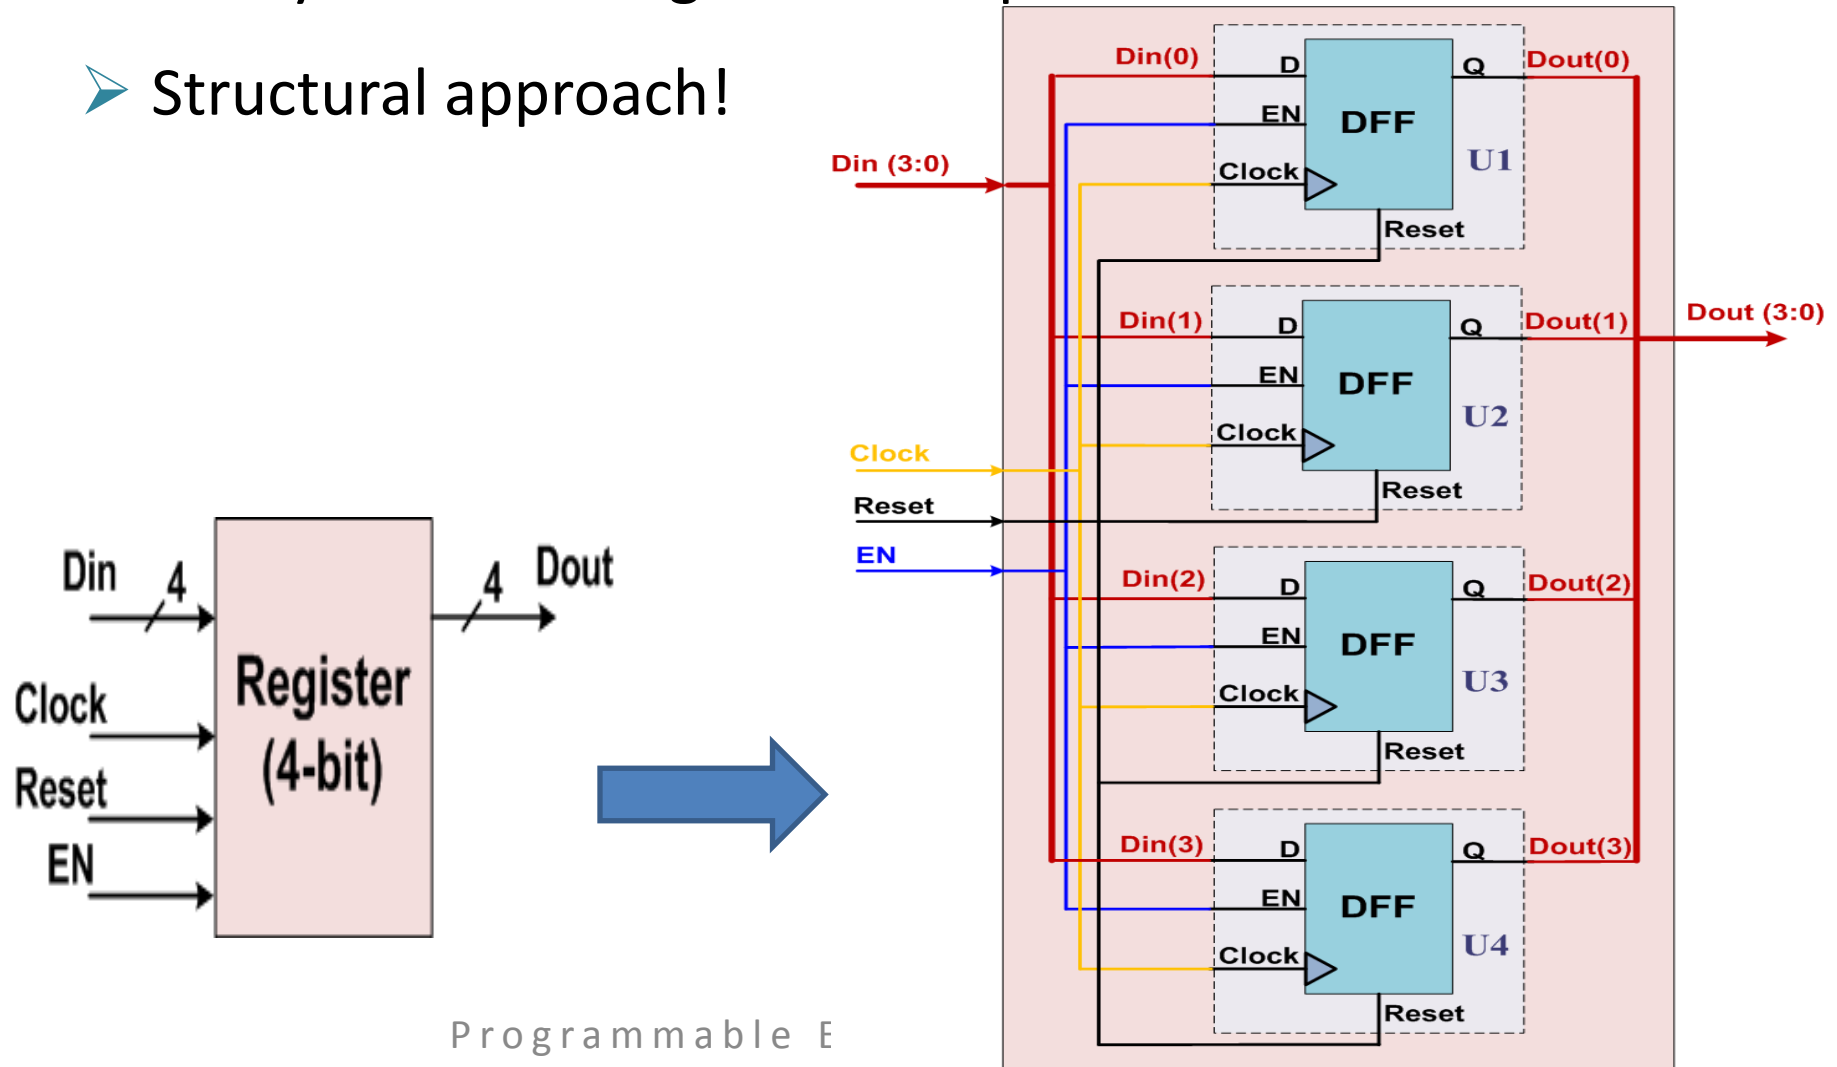 Structural approach!
Din
4
4
Dout
Clock
Reset
EN
Register
(4-bit)
Din (3:0)
Clock
Reset
EN
Din(0)
D
EN
Clock
DFF
Q
U1
Reset
Dout(0)
Din(1)
D
EN
Clock
DFF
Q
U2
Reset
Dout(1)
Dout (3:0)
Din(2)
D
EN
Clock
DFF
Q
U3
Reset
Dout(2)
Din(3)
D
EN
Clock
DFF
Q
U4
Reset
Dout(3)
Programmable E